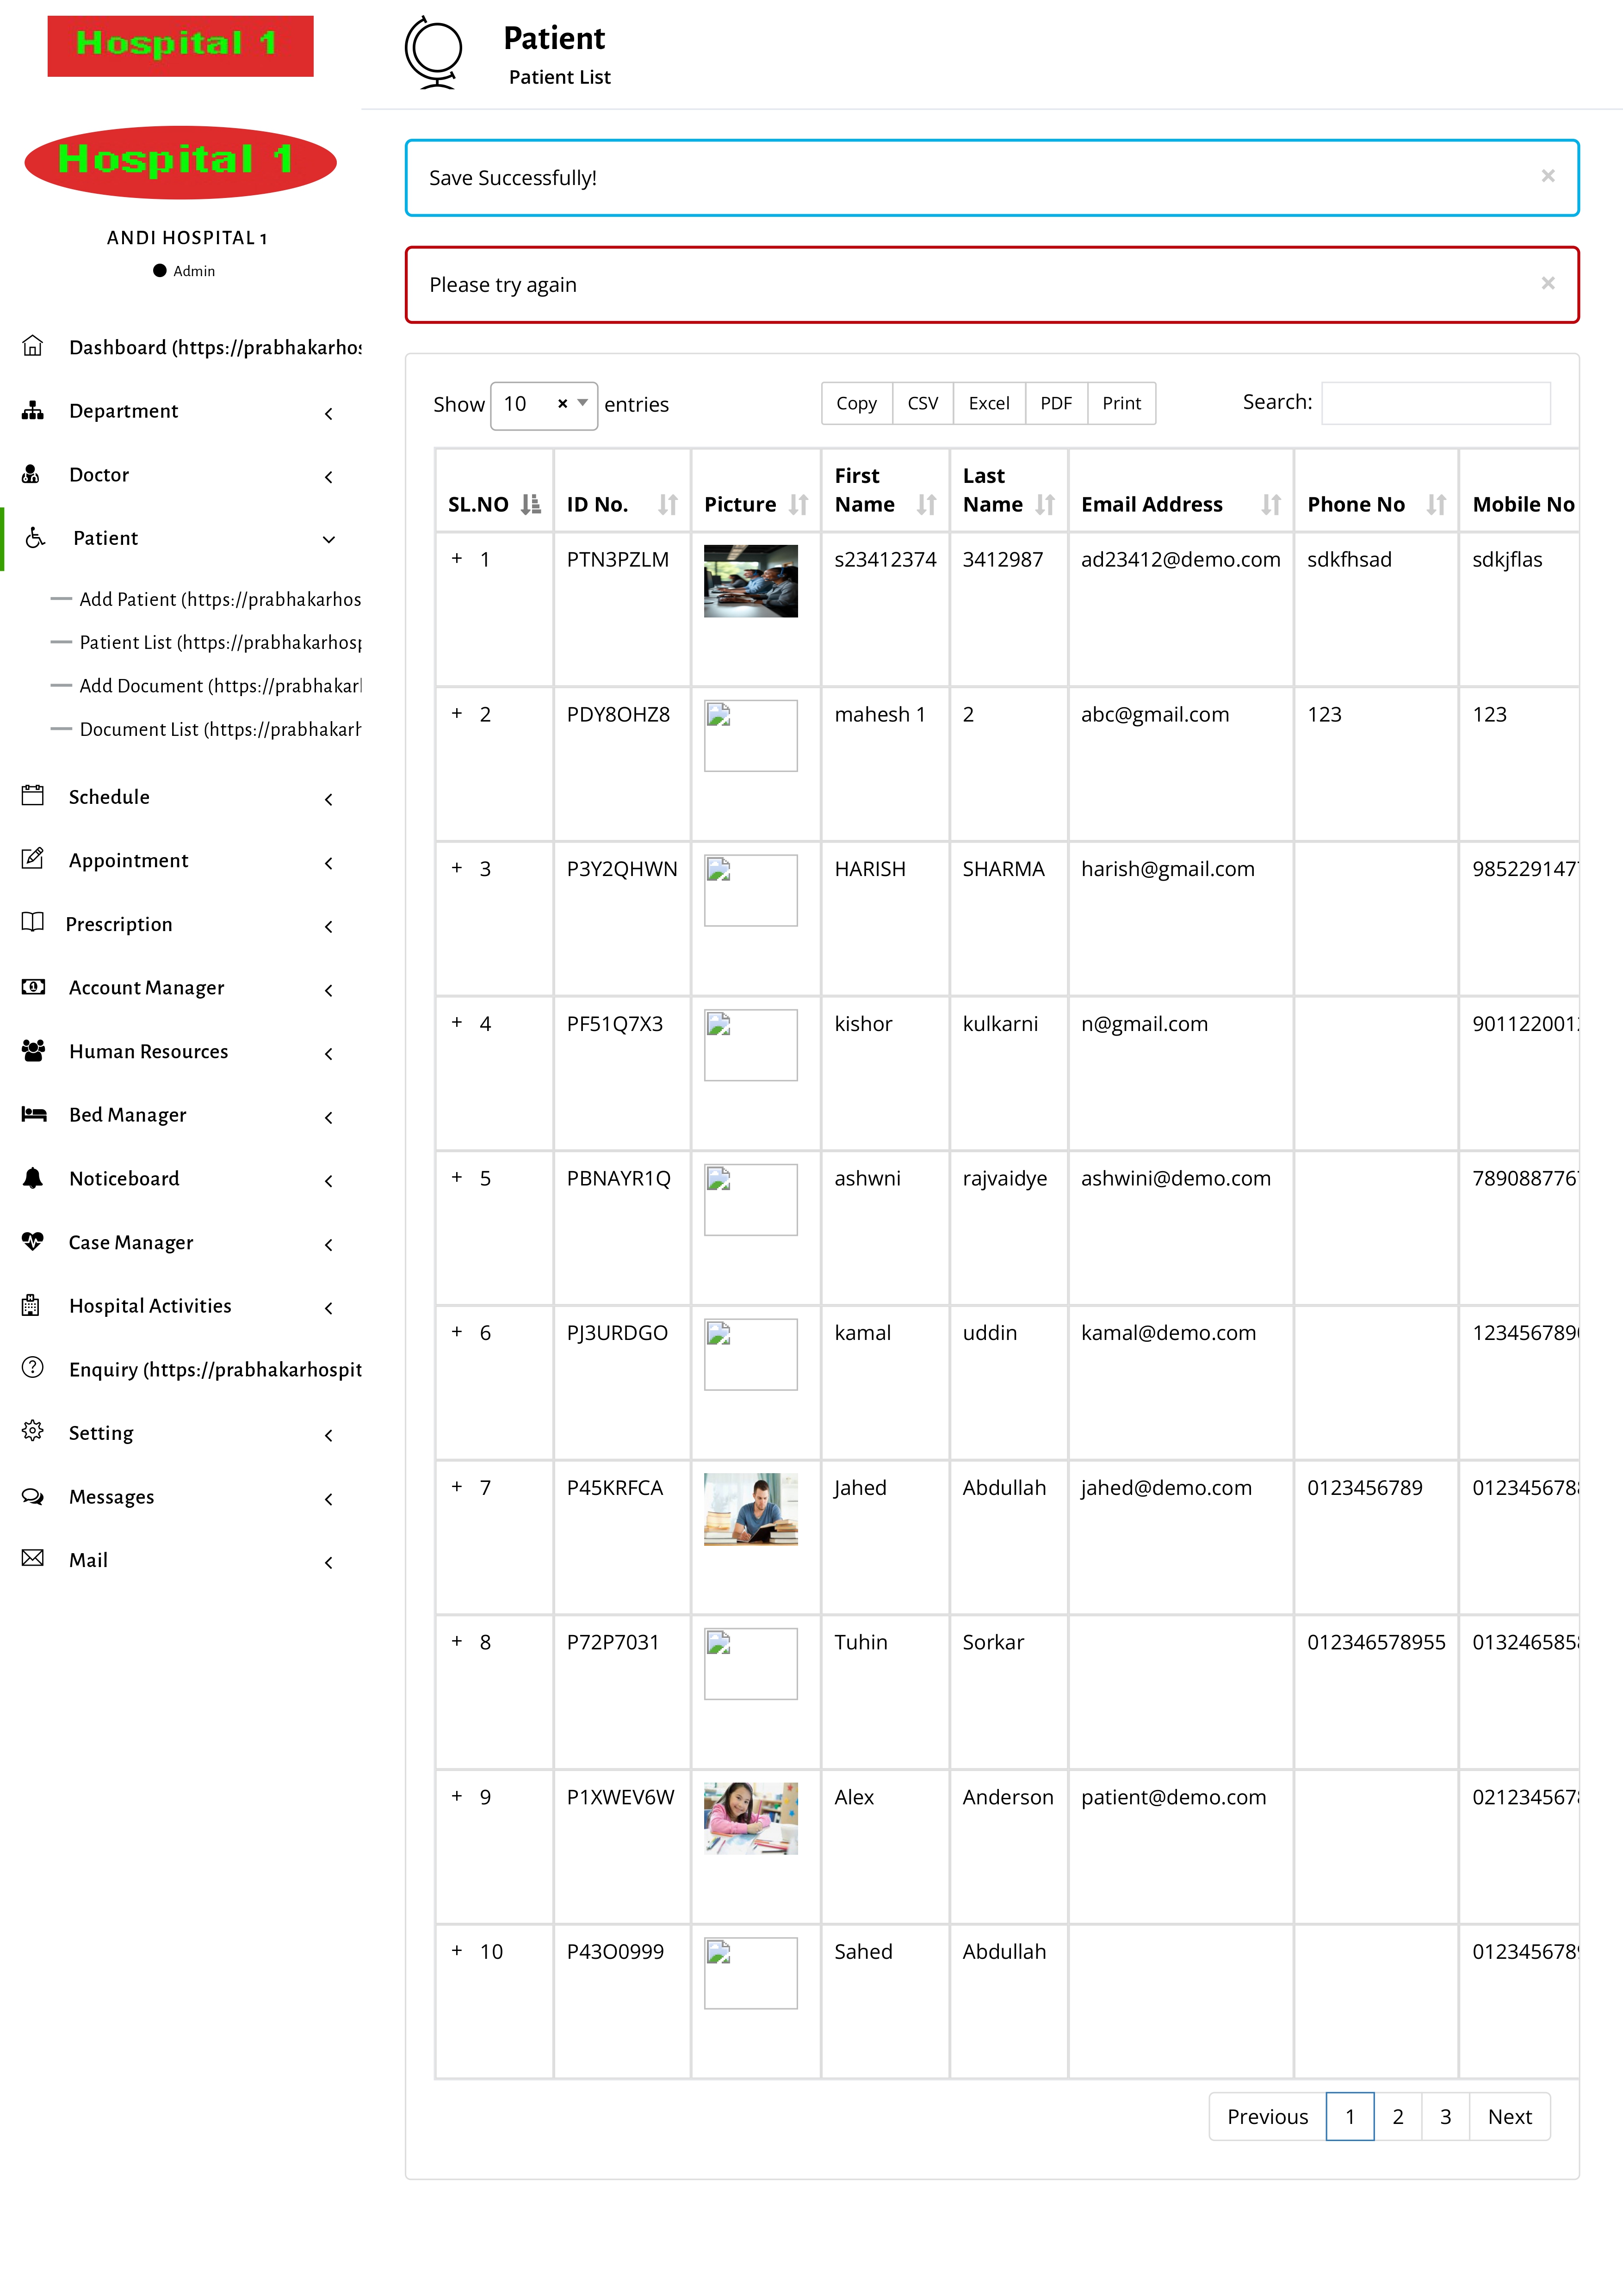 Hospital 1
Hospital 1
ANDI HOSPITAL 1
Admin
Dashboard (https://prabhakarhos
Department
Doctor
Patient
Add Patient (https://prabhakarhos
Patient List (https://prabhakarhosp
Add Document (https://prabhakarh
Document List (https://prabhakarh
Schedule
Appointment
Prescription
Account Manager
Human Resources
Bed Manager
Noticeboard
Case Manager
Hospital Activities
Enquiry (https://prabhakarhospit
Setting
Messages
Mail
Patient
Patient List
Save Successfully! ×
Please try again ×
Show 10 × entries Copy CSV Excel PDF Print Search:
SL.NO ID No. Picture First Name Last Name Email Address Phone No Mobile No
+ 1 PTN3PZLM s23412374 3412987 ad23412@demo.com sdkfhsad sdkjflas
+ 2 PDY8OHZ8 mahesh 1 2 abc@gmail.com 123 123
+ 3 P3Y2QHWN HARISH SHARMA harish@gmail.com 985229147
+ 4 PF51Q7X3 kishor kulkarni n@gmail.com 901122001
+ 5 PBNAYR1Q ashwni rajvaidye ashwini@demo.com 789088776
+ 6 PJ3URDGO kamal uddin kamal@demo.com 123456789
+ 7 P45KRFCA Jahed Abdullah jahed@demo.com 0123456789 012345678
+ 8 P72P7031 Tuhin Sorkar 012346578955 013246585
+ 9 P1XWEV6W Alex Anderson patient@demo.com 021234567
+ 10 P43O0999 Sahed Abdullah 012345678
Previous 1 2 3 Next